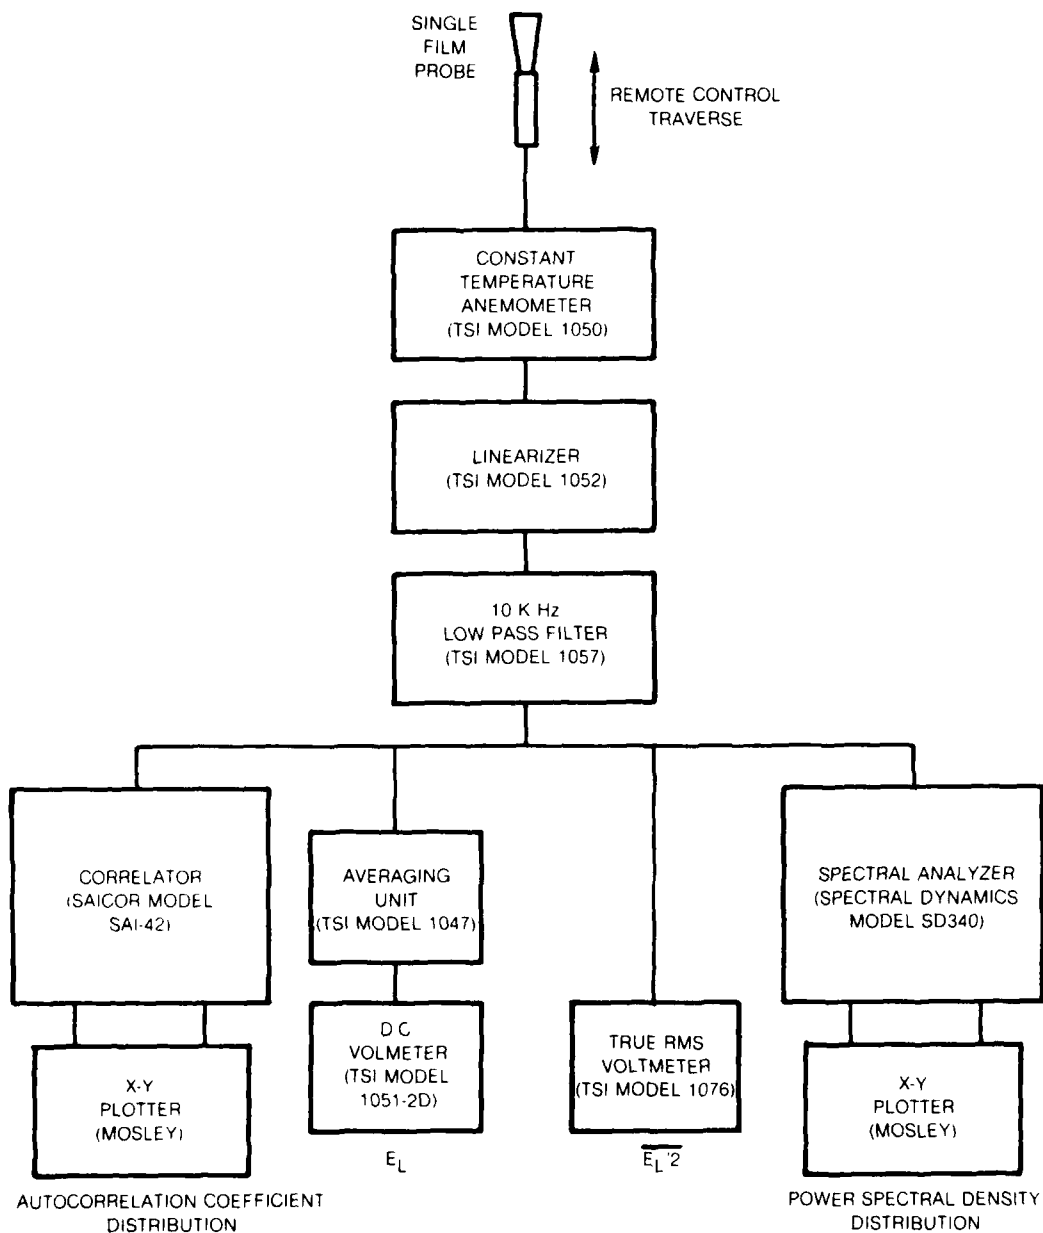 SINGLE
FILM
PROBE
REMOTE CONTROL
TRAVERSE
CONSTANT
TEMPERATURE
ANEMOMETER
(TSI MODEL 1050)
LINEARIZER
(TSI MODEL 1052)
10 K Hz
LOW PASS FILTER
(TSI MODEL 1057)
CORRELATOR
(SAICOR MODEL
SAI-42)
AVERAGING
UNIT
(TSI MODEL 1047)
SPECTRAL ANALYZER
(SPECTRAL DYNAMICS
MODEL SD340)
X-Y
PLOTTER
(MOSLEY)
D C
VOLMETER
(TSI MODEL
1051-2D)
TRUE RMS
VOLTMETER
(TSI MODEL 1076)
X-Y
PLOTTER
(MOSLEY)
E_L
\overline{E_L'2}
AUTOCORRELATION COEFFICIENT
DISTRIBUTION
POWER SPECTRAL DENSITY
DISTRIBUTION